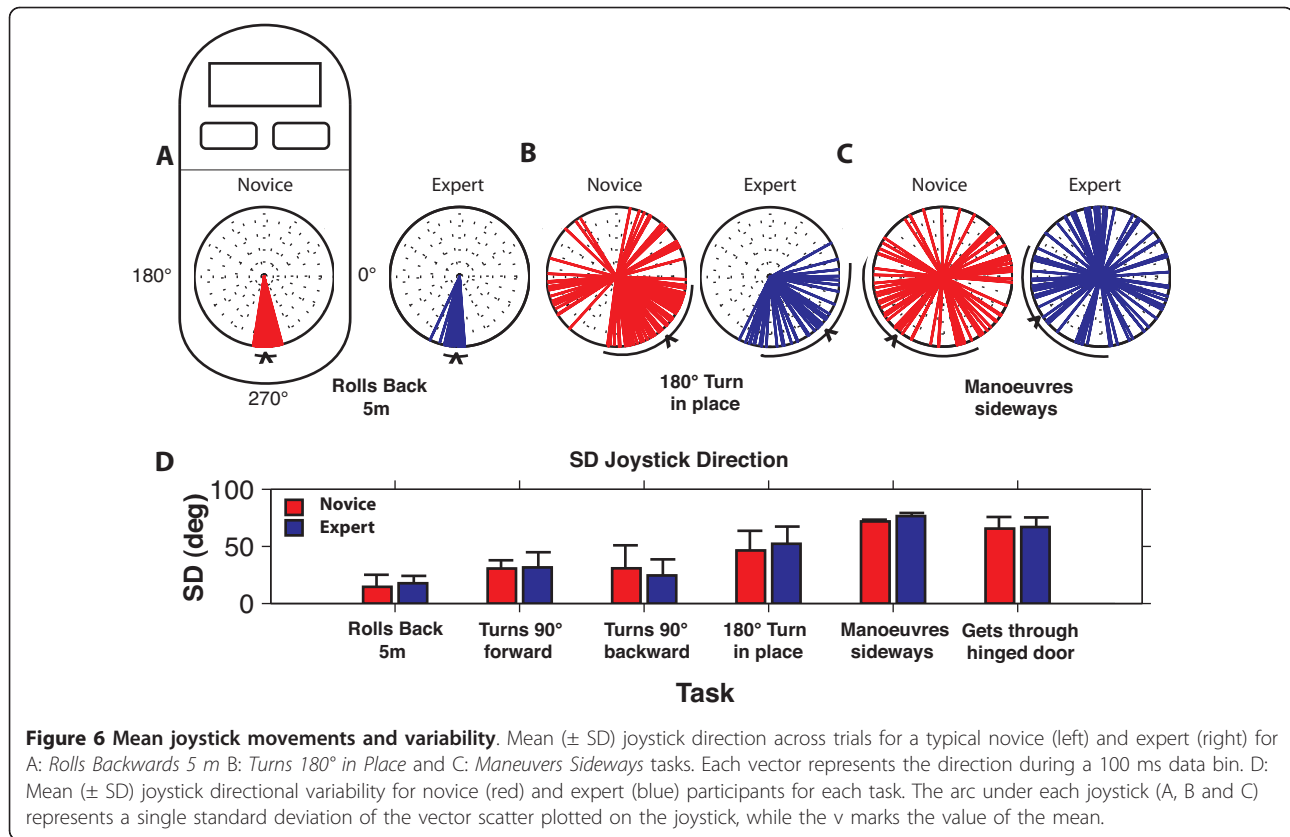 A
B
C
Novice
Expert
Novice
Expert
Novice
Expert
180°
0°
270°
Rolls Back
5m
180° Turn
in place
Manoeuvres
sideways
D
SD Joystick Direction
SD (deg)
100
50
0
Novice
Expert
Rolls Back
5m
Turns 90°
forward
Turns 90°
backward
180° Turn
in place
Manoeuvres
sideways
Gets through
hinged door
Task
Figure 6 Mean joystick movements and variability. Mean (± SD) joystick direction across trials for a typical novice (left) and expert (right) for
A: Rolls Backwards 5 m B: Turns 180° in Place and C: Maneuvers Sideways tasks. Each vector represents the direction during a 100 ms data bin. D:
Mean (± SD) joystick directional variability for novice (red) and expert (blue) participants for each task. The arc under each joystick (A, B and C)
represents a single standard deviation of the vector scatter plotted on the joystick, while the v marks the value of the mean.